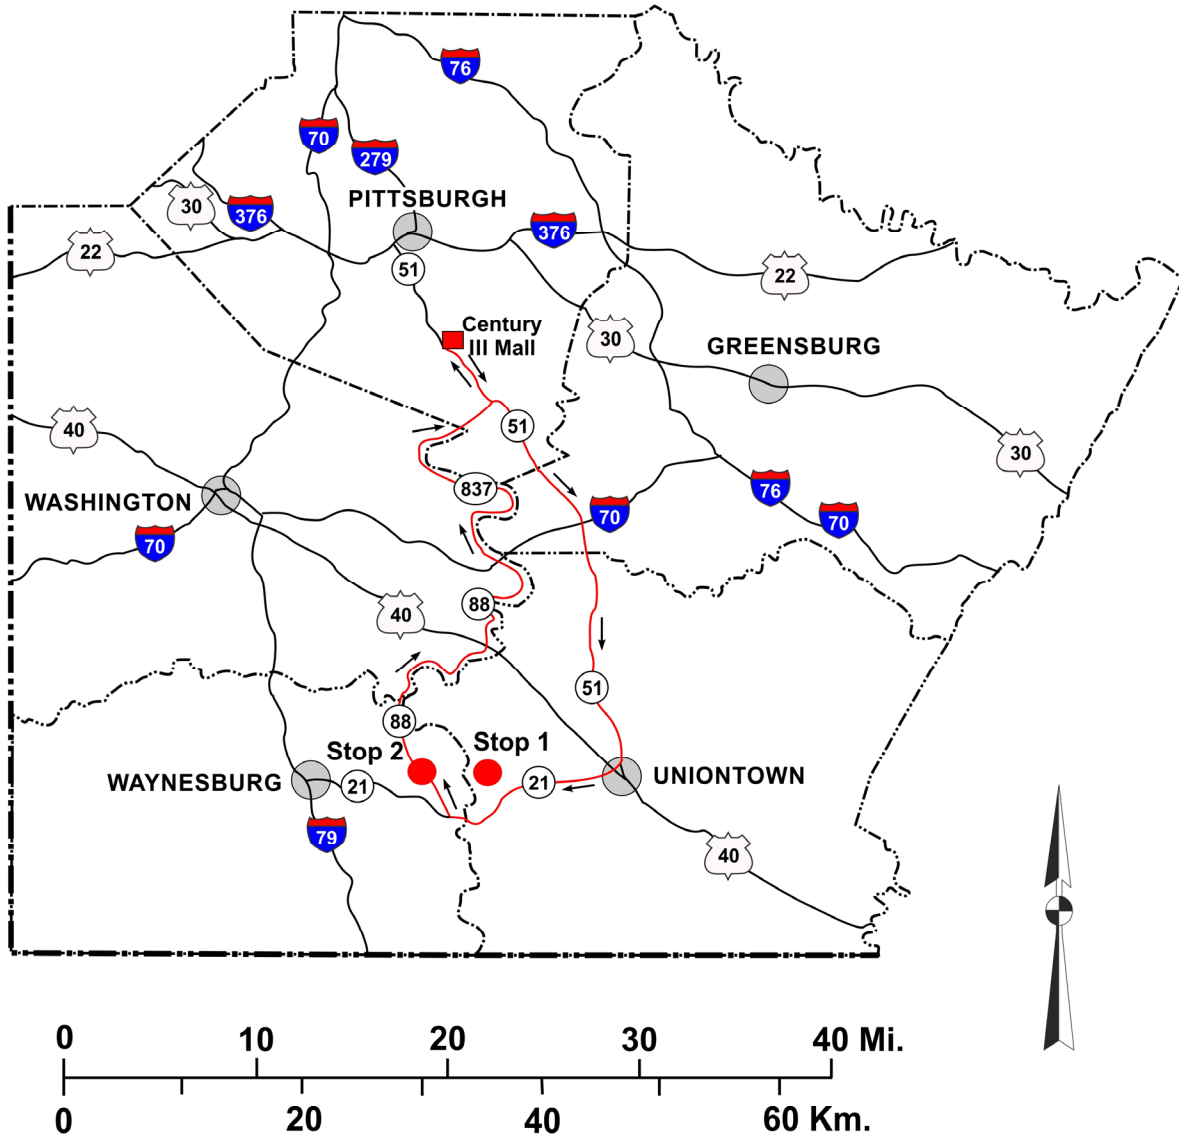 76
70
279
PITTSBURGH
30
376
376
22
51
22
Century
III Mall
30
GREENSBURG
40
51
30
WASHINGTON
837
76
70
70
70
88
40
51
88
Stop 2
Stop 1
WAYNESBURG
21
21
UNIONTOWN
79
40
0 10 20 30 40 Mi.
0 20 40 60 Km.